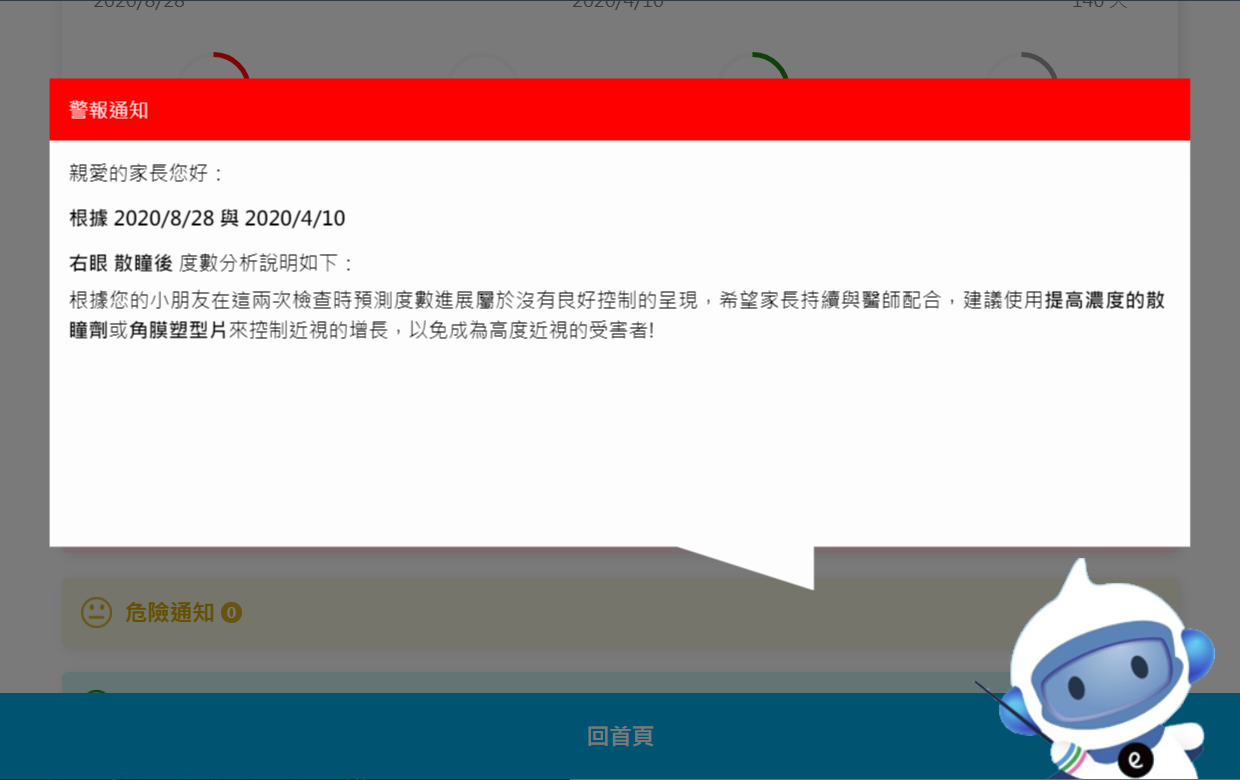 2020/8/28 2020/4/10 140 天
警報通知
親愛的家長您好：
根據 2020/8/28 與 2020/4/10
右眼 散瞳後 度數分析說明如下：
根據您的小朋友在這兩次檢查時預測度數進展屬於沒有良好控制的呈現，希望家長持續與醫師配合，建議使用提高濃度的散
瞳劑或角膜塑型片來控制近視的增長，以免成為高度近視的受害者!
危險通知 0
回首頁
e